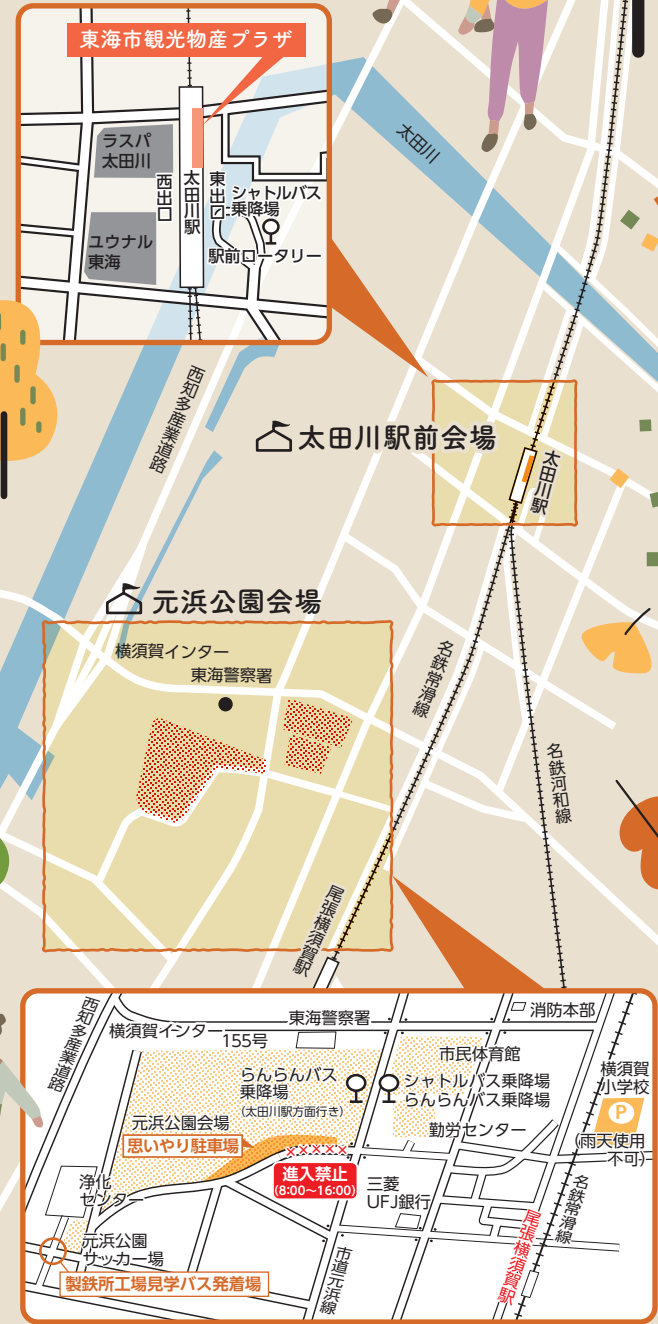 東海市観光物産プラザ
ラスパ
太田川
ユウナル
東海
西出口
太田川駅
東出口
シャトルバス
乗降場
駅前ロータリー
太田川
西知多産業道路
太田川駅前会場
太田川駅
元浜公園会場
横須賀インター
東海警察署
名鉄常滑線
名鉄河和線
尾張横須賀駅
西知多産業道路
横須賀インター
155号
東海警察署
消防本部
市民体育館
らんらんバス
乗降場
(太田川駅方面行き)
シャトルバス乗降場
らんらんバス乗降場
横須賀
小学校
P
(雨天使用
不可)
元浜公園会場
思いやり駐車場
勤労センター
進入禁止
(8:00~16:00)
三菱
UFJ銀行
浄化
センター
元浜公園
サッカー場
製鉄所工場見学バス発着場
市道元浜線
名鉄常滑線
尾張横須賀駅